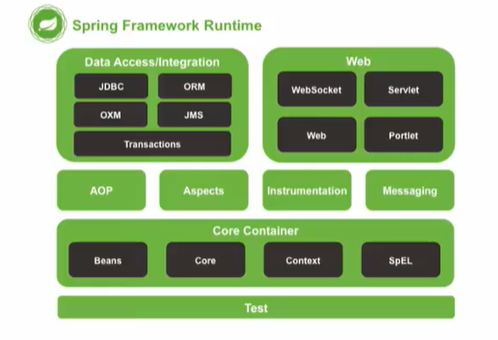 Spring Framework Runtime
Data Access/Integration
JDBC
ORM
OXM
JMS
Transactions
Web
WebSocket
Servlet
Web
Portlet
AOP
Aspects
Instrumentation
Messaging
Core Container
Beans
Core
Context
SpEL
Test